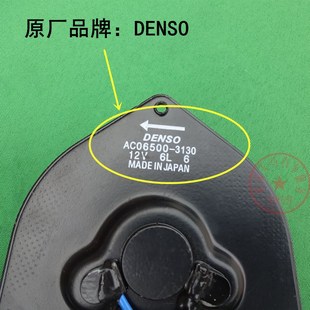 原厂品牌：DENSO
DENSO
AC06500-3130
12V 6L 6
MADE IN JAPAN